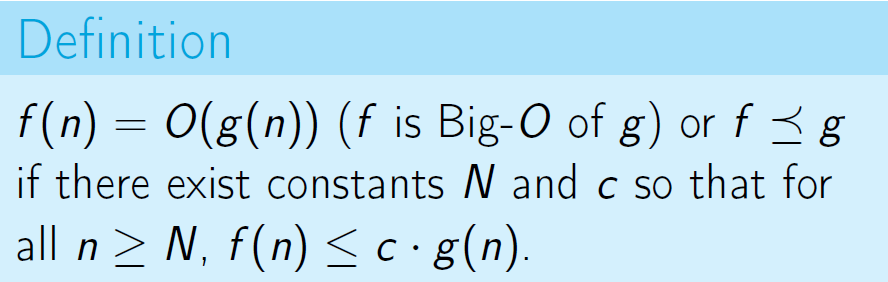 Definition
f(n) = O(g(n)) (f is Big-O of g) or f ⪯ g
if there exist constants N and c so that for
all n ≥ N, f(n) ≤ c · g(n).